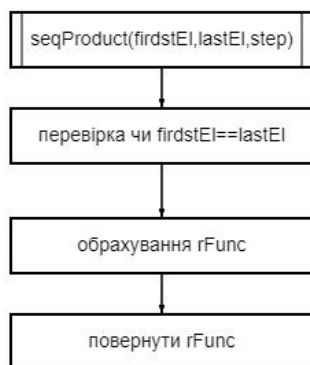 seqProduct(firdstEl,lastEl,step)
перевірка чи firdstEl==lastEl
обрахування rFunc
повернути rFunc